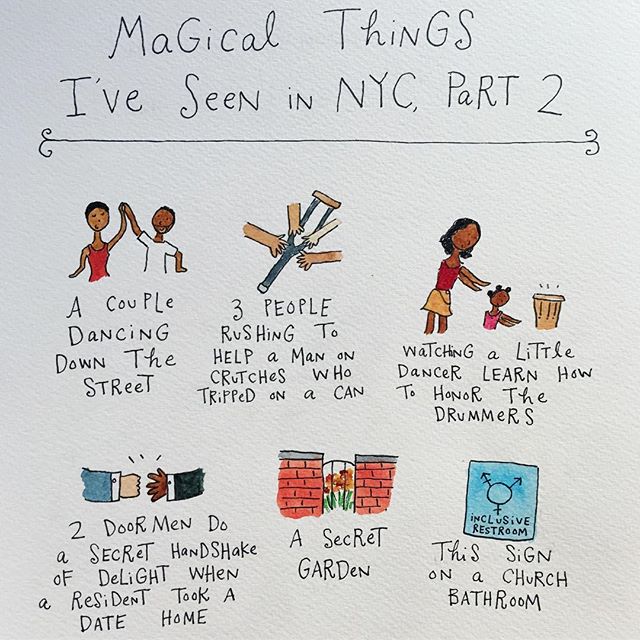 MaGical THiNGS
I'Ve SeeN iN NYC, PaRT 2
a COUPLe
DaNCiNG
DOWN THe
STReeT
3 PEOPLE
RUSHiNG TO
HeLP a MaN ON
CRUTCHeS WHO
TRiPPeD ON a CaN
WaTCHiNG a LiTTLe
DaNCeR LEaRN HOW
TO HONOR THe
DRUMMeRS
2 DOORMeN DO
a SeCReT HaNDSHaKe
OF DeLiGHT WHeN
a ReSiDeNT TOOK a
DaTE HOMe
a SeCReT
GaRDeN
iNCLUSiVE
RESTROOM
THiS SiGN
ON a CHURCH
BaTHROOM